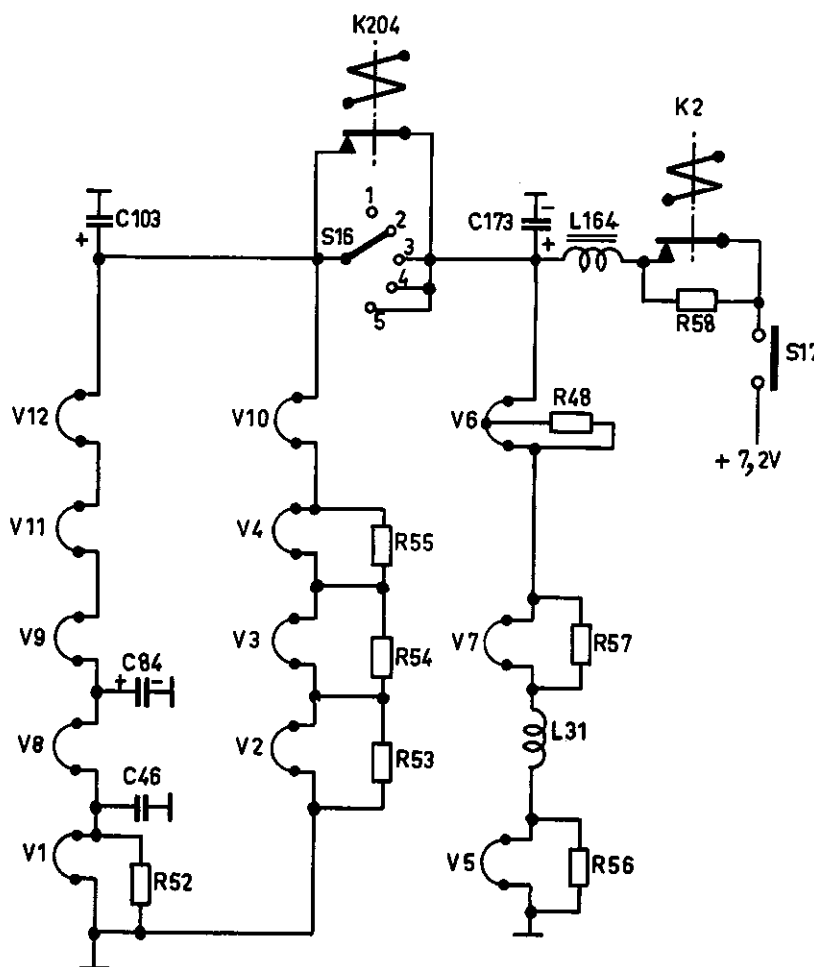 K204
K2
1
C103
+
S16
2
C173
-
+
L164
3
4
5
R58
S17
V12
V10
V6
R48
+ 7,2V
V11
V4
R55
V9
V3
R54
V7
R57
C84
+
-
V8
V2
R53
L31
C46
V1
R52
V5
R56